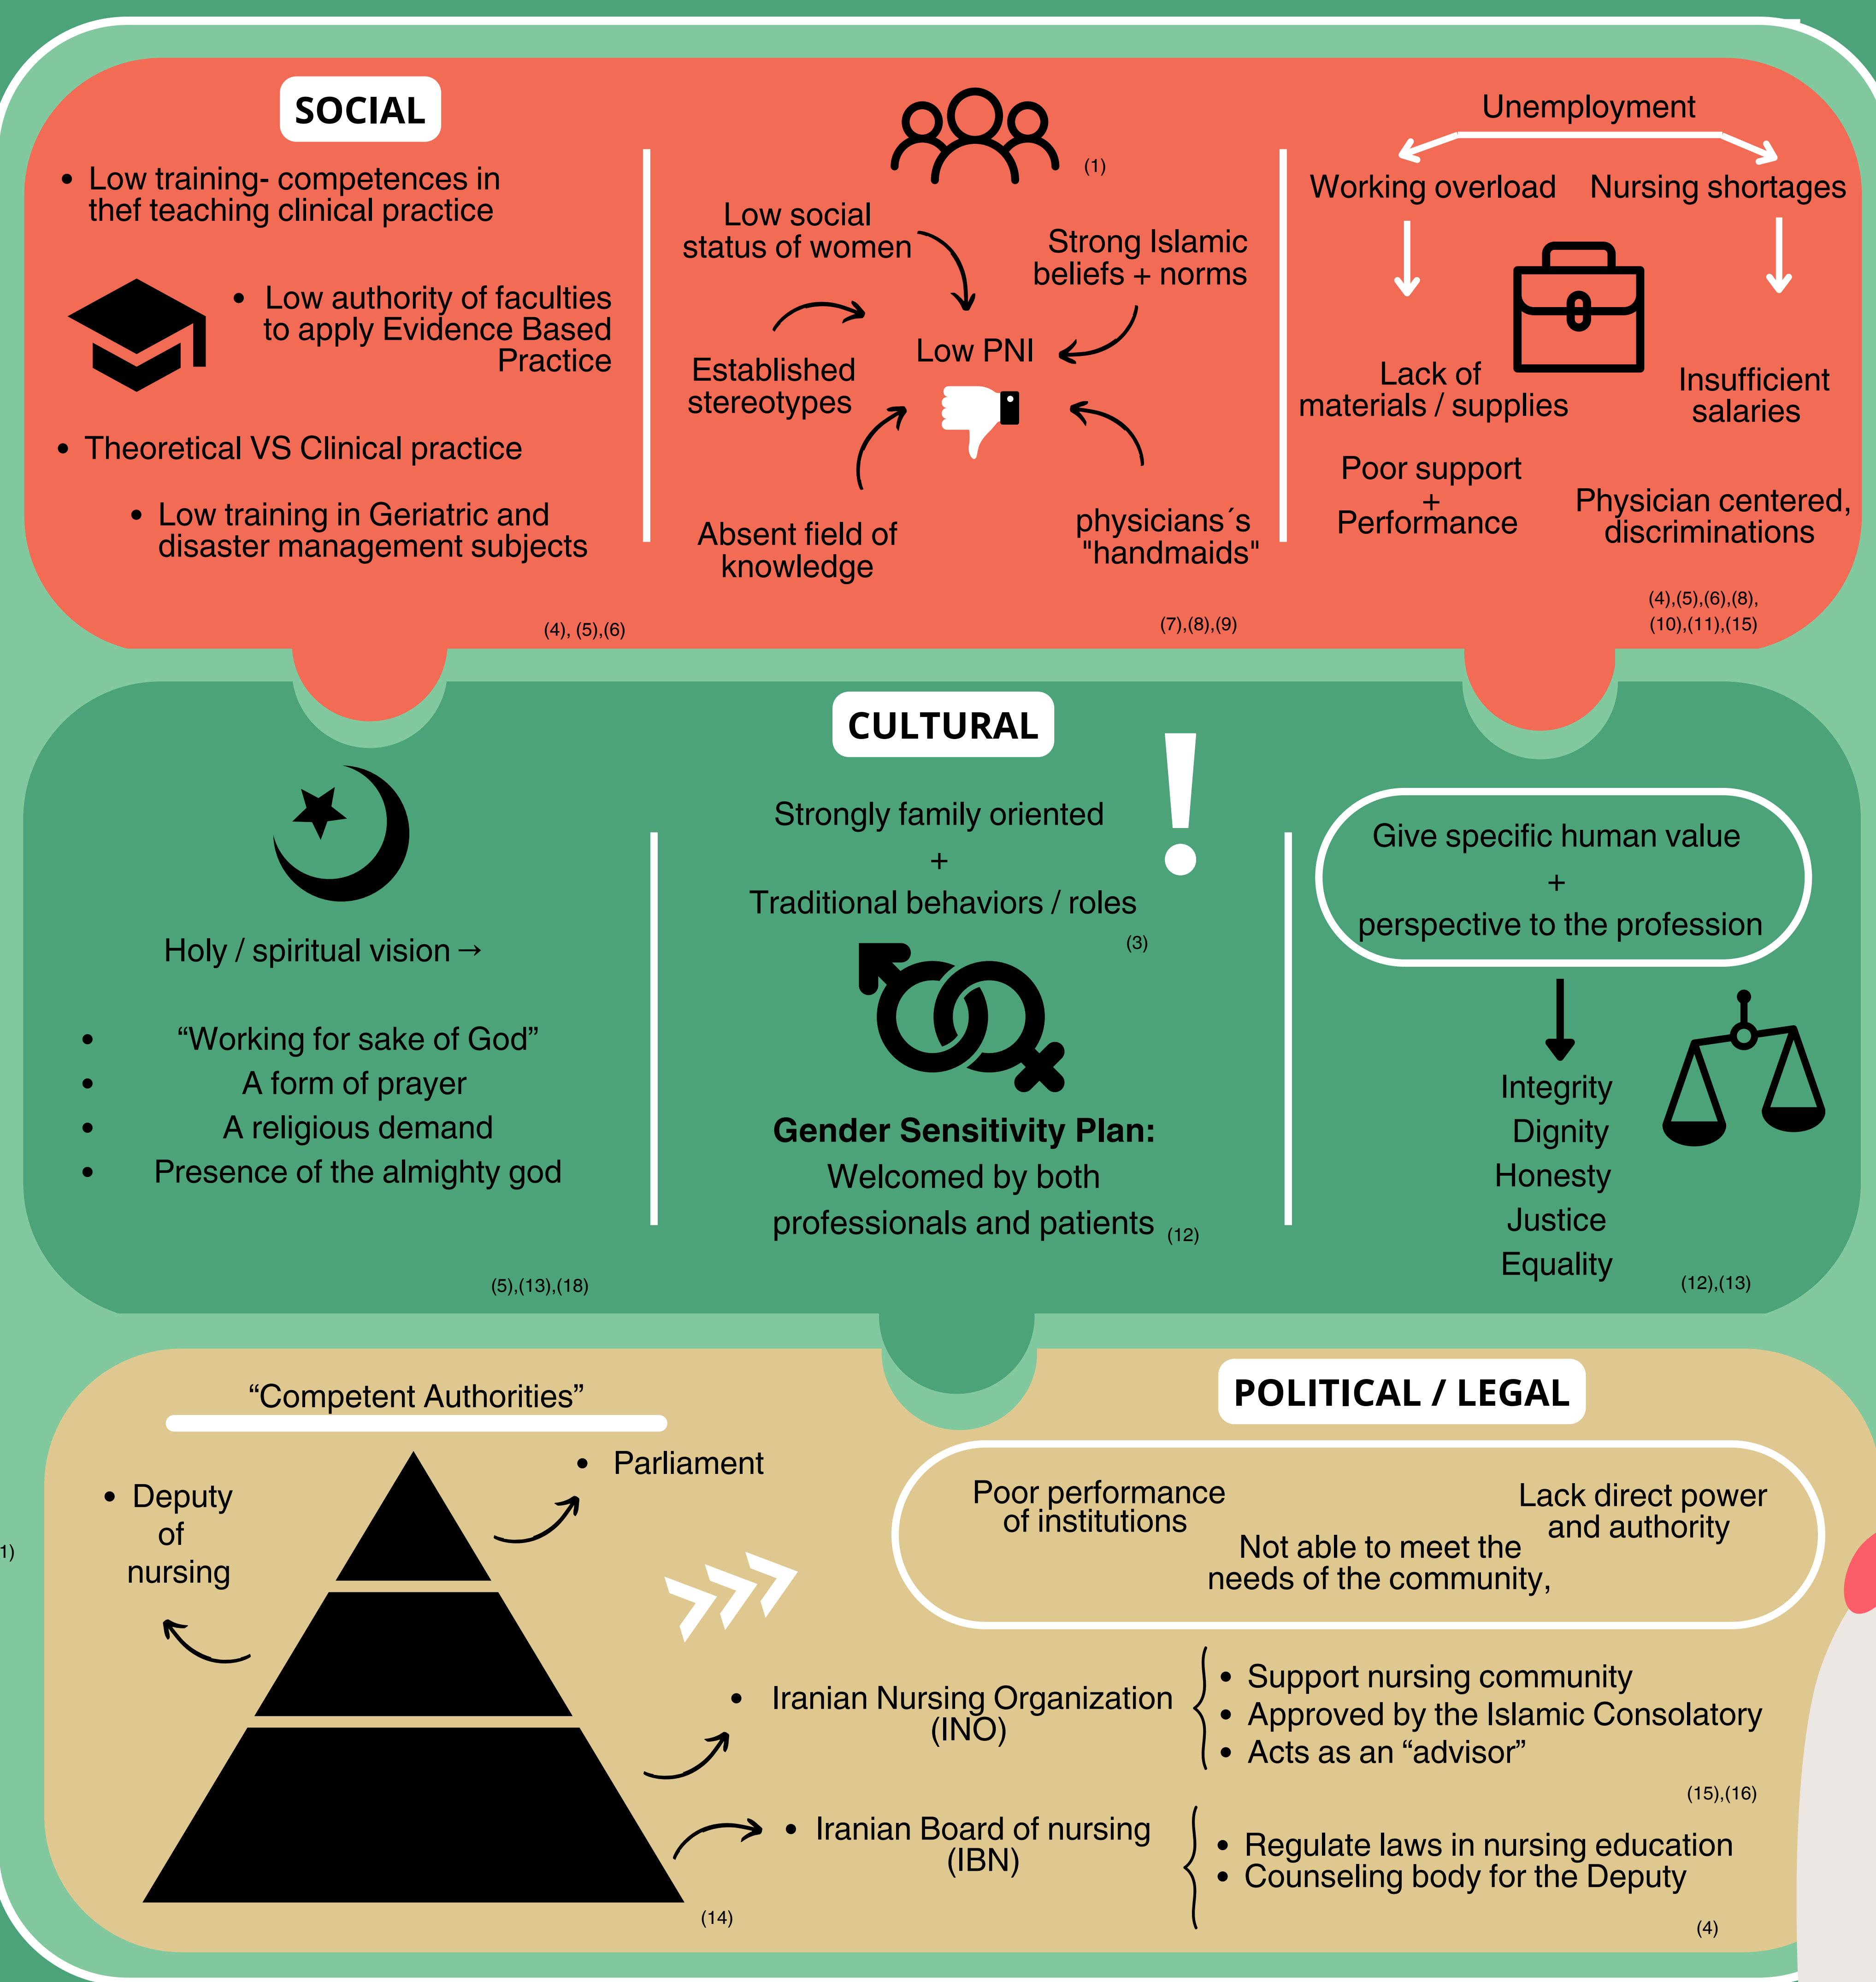 SOCIAL
• Low training- competences in
thef teaching clinical practice
• Low authority of faculties
to apply Evidence Based
Practice
• Theoretical VS Clinical practice
• Low training in Geriatric and
disaster management subjects
(4), (5),(6)
(1)
Low social
status of women
Strong Islamic
beliefs + norms
Low PNI
Established
stereotypes
Absent field of
knowledge
physicians´s
"handmaids"
(7),(8),(9)
Unemployment
Working overload
Nursing shortages
Lack of
materials / supplies
Insufficient
salaries
Poor support
+
Performance
Physician centered,
discriminations
(4),(5),(6),(8),
(10),(11),(15)
CULTURAL
Holy / spiritual vision →
• “Working for sake of God”
• A form of prayer
• A religious demand
• Presence of the almighty god
(5),(13),(18)
Strongly family oriented
+
Traditional behaviors / roles
!
(3)
Gender Sensitivity Plan:
Welcomed by both
professionals and patients
(12)
Give specific human value
+
perspective to the profession
Integrity
Dignity
Honesty
Justice
Equality
(12),(13)
POLITICAL / LEGAL
“Competent Authorities”
• Parliament
• Deputy
of
nursing
1)
Poor performance
of institutions
Lack direct power
and authority
Not able to meet the
needs of the community,
• Iranian Nursing Organization
(INO)
• Support nursing community
• Approved by the Islamic Consolatory
• Acts as an “advisor”
(15),(16)
• Iranian Board of nursing
(IBN)
• Regulate laws in nursing education
• Counseling body for the Deputy
(14)
(4)